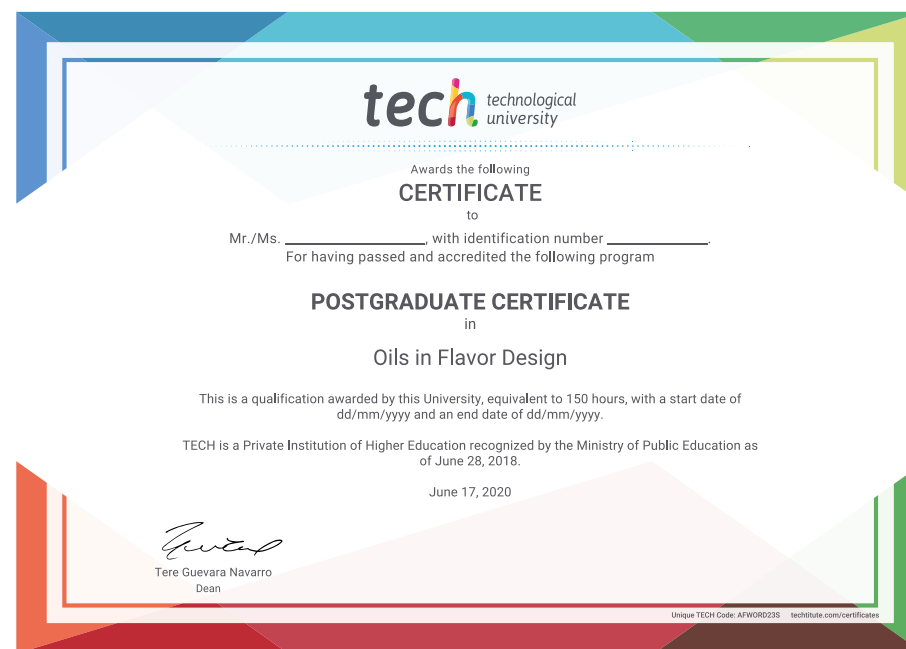 tech technological
university
Awards the following
CERTIFICATE
to
Mr./Ms. ____________________, with identification number ______________.
For having passed and accredited the following program
POSTGRADUATE CERTIFICATE
in
Oils in Flavor Design
This is a qualification awarded by this University, equivalent to 150 hours, with a start date of
dd/mm/yyyy and an end date of dd/mm/yyyy.
TECH is a Private Institution of Higher Education recognized by the Ministry of Public Education as
of June 28, 2018.
June 17, 2020
Tere Guevara Navarro
Dean
Unique TECH Code: AFWORD23S techtitute.com/certificates